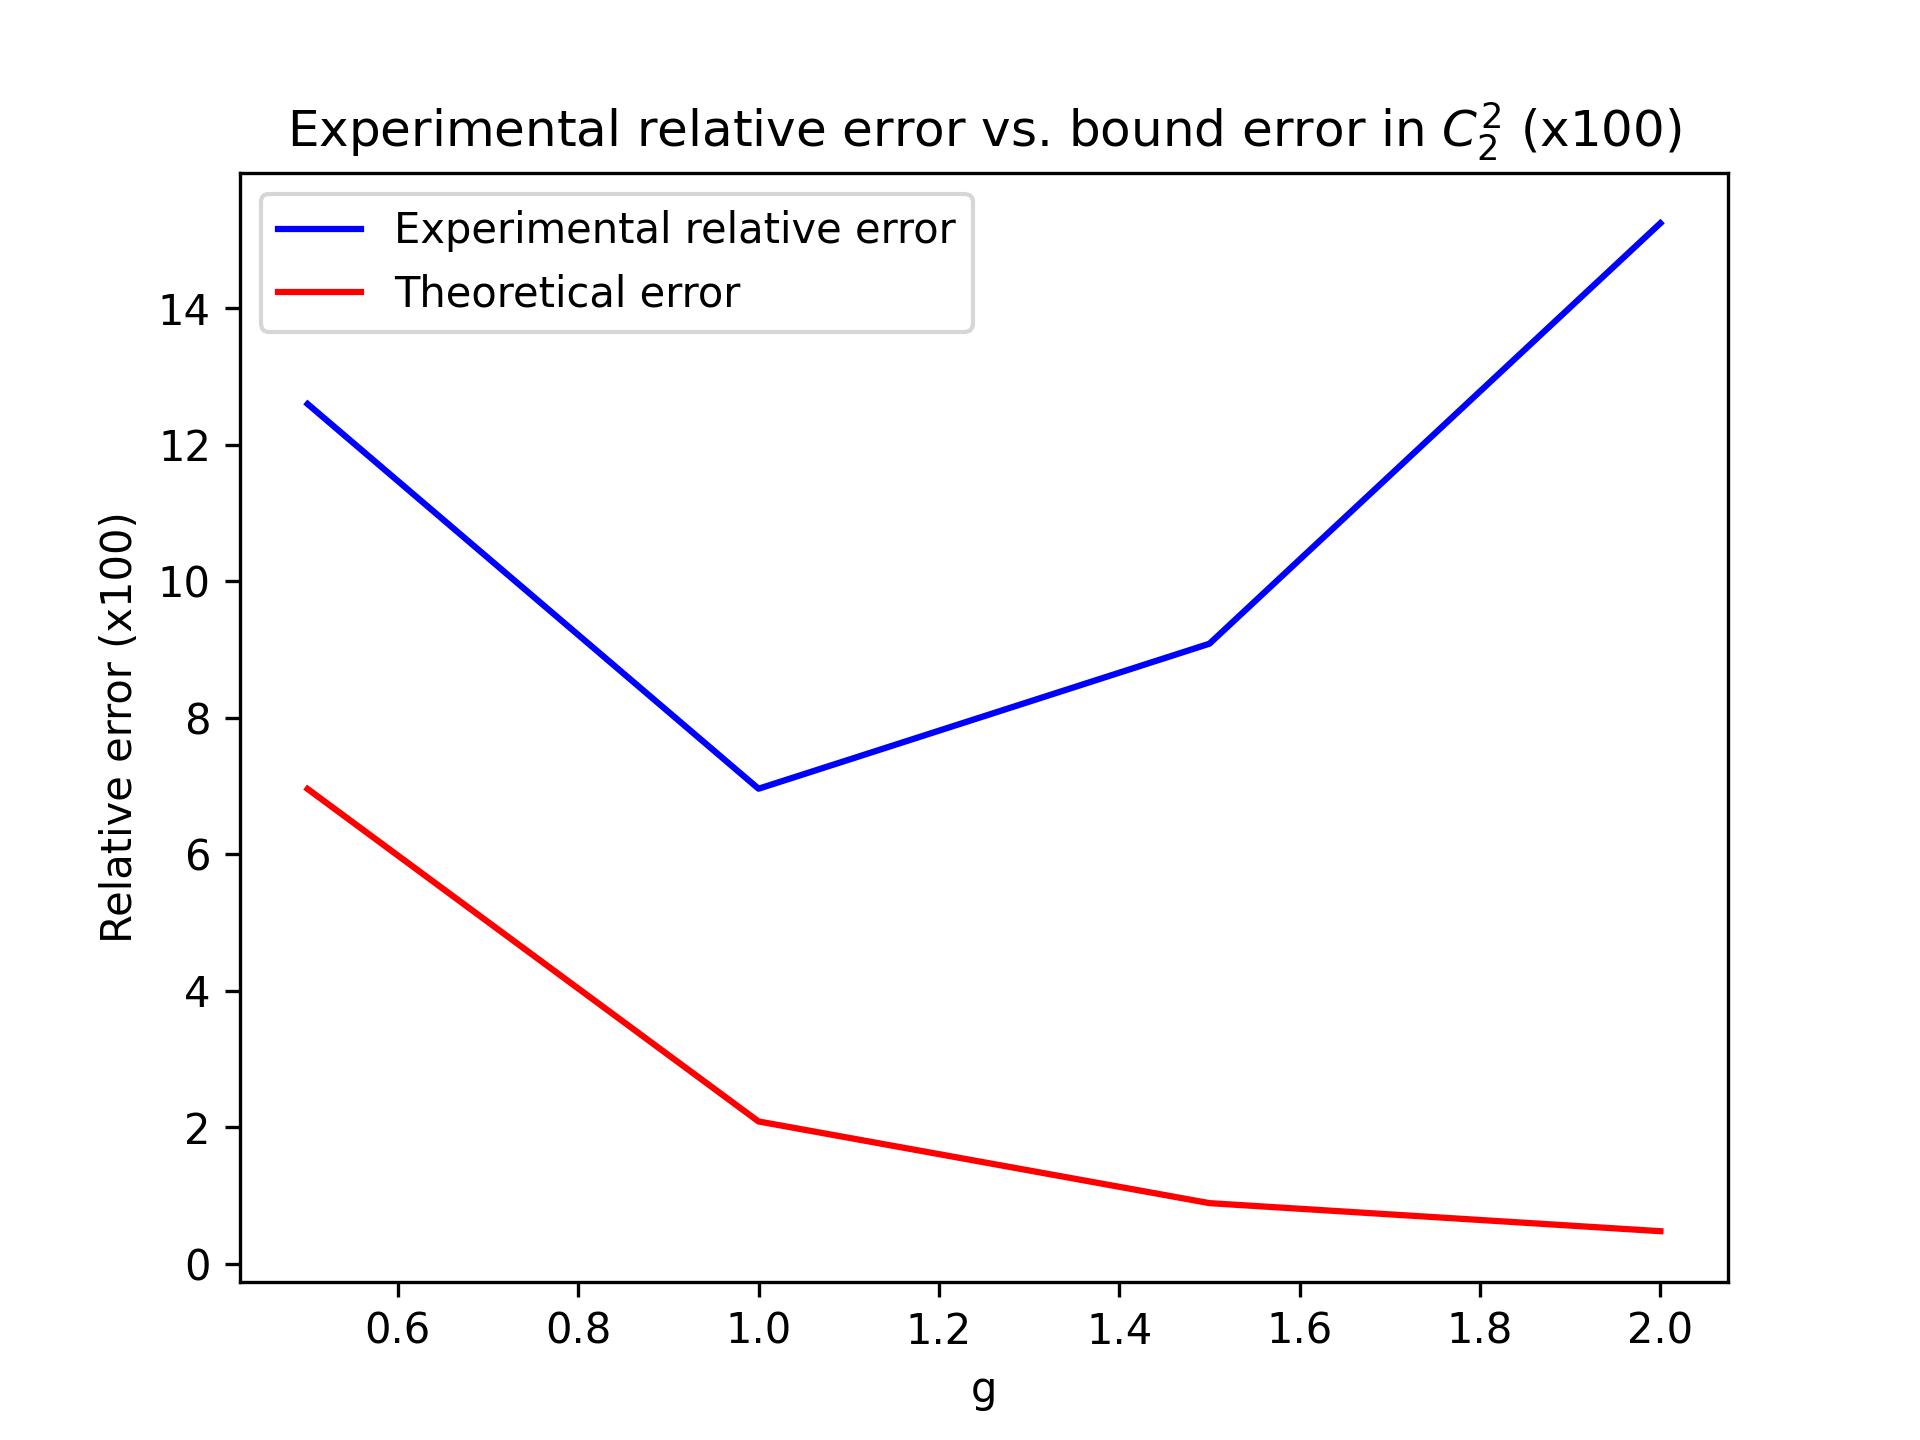 Experimental relative error vs. bound error in $C_2^2$ (x100)
Experimental relative error
Theoretical error
Relative error (x100)
14
12
10
8
6
4
2
0
0.6 0.8 1.0 1.2 1.4 1.6 1.8 2.0
g